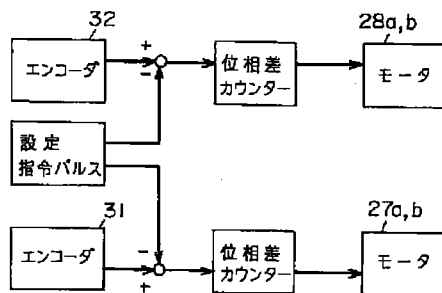 32
エンコーダ
+
−
位相差
カウンター
28a,b
モータ
設定
指令パルス
31
エンコーダ
−
+
位相差
カウンター
27a,b
モータ